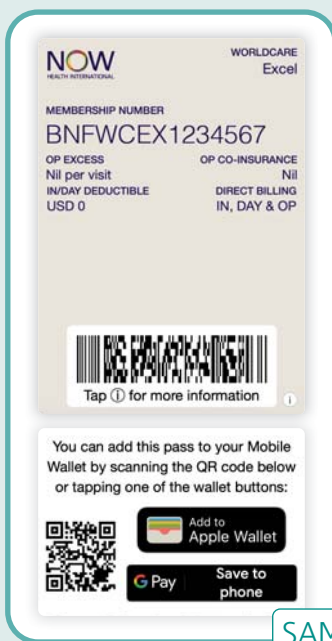 NOW
HEALTH INTERNATIONAL
WORLDCARE
Excel
MEMBERSHIP NUMBER
BNFWCEX1234567
OP EXCESS
Nil per visit
OP CO-INSURANCE
Nil
IN/DAY DEDUCTIBLE
USD 0
DIRECT BILLING
IN, DAY & OP
Tap ⓘ for more information
ⓘ
You can add this pass to your Mobile
Wallet by scanning the QR code below
or tapping one of the wallet buttons:
Add to
Apple Wallet
G Pay
Save to
phone